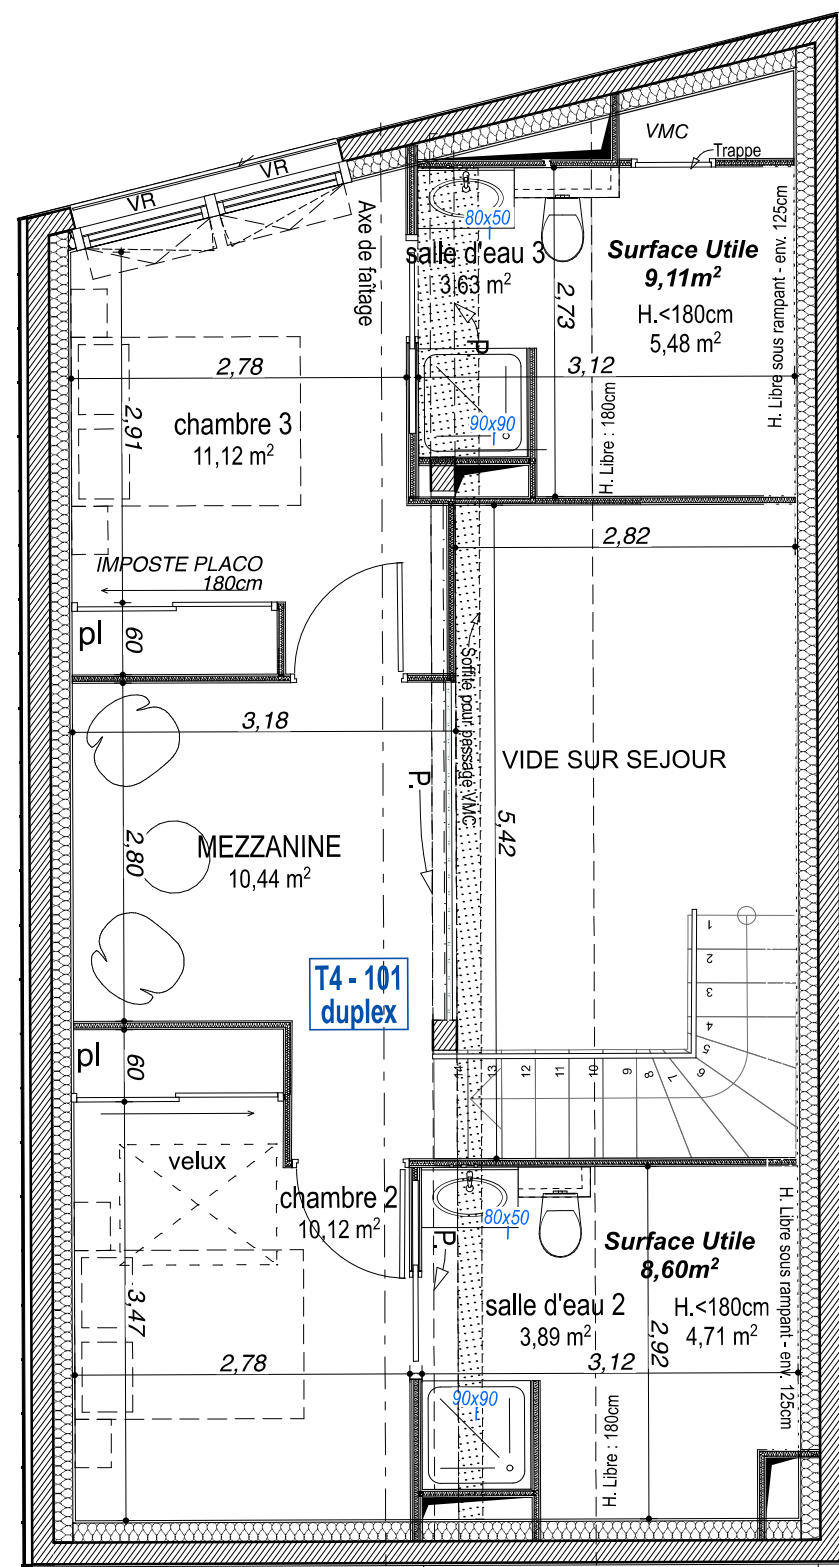 VMC
Trappe
VR
VR
Axe de faîtage
80x50
salle d'eau 3
3,63 m²
2,73
Surface Utile
9,11m²
H.<180cm
5,48 m²
H. Libre sous rampant - env. 125cm
P.
2,78
3,12
2,91
chambre 3
11,12 m²
90x90
H. Libre : 180cm
2,82
IMPOSTE PLACO
180cm
pl
60
Soffite pour passage VMC
3,18
VIDE SUR SEJOUR
P.
5,42
2,80
MEZZANINE
10,44 m²
T4 - 101
duplex
1
2
3
4
5
6
7
8
9
10
11
12
13
14
pl
60
velux
chambre 2
10,12 m²
80x50
P.
Surface Utile
8,60m²
H. Libre sous rampant - env. 125cm
3,47
salle d'eau 2
3,89 m²
H.<180cm
4,71 m²
2,92
2,78
3,12
90x90
H. Libre : 180cm